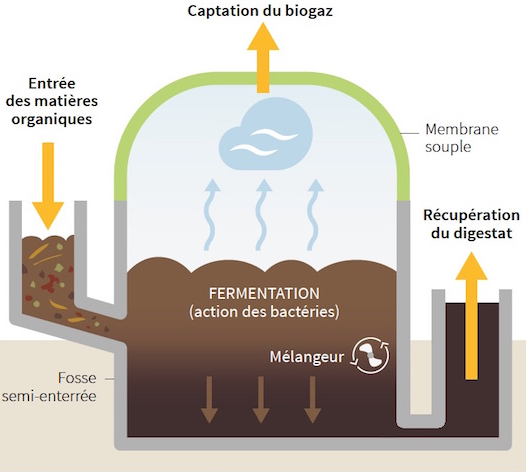 Captation du biogaz
Entrée
des matières
organiques
Membrane
souple
Récupération
du digestat
FERMENTATION
(action des bactéries)
Mélangeur
Fosse
semi-enterrée